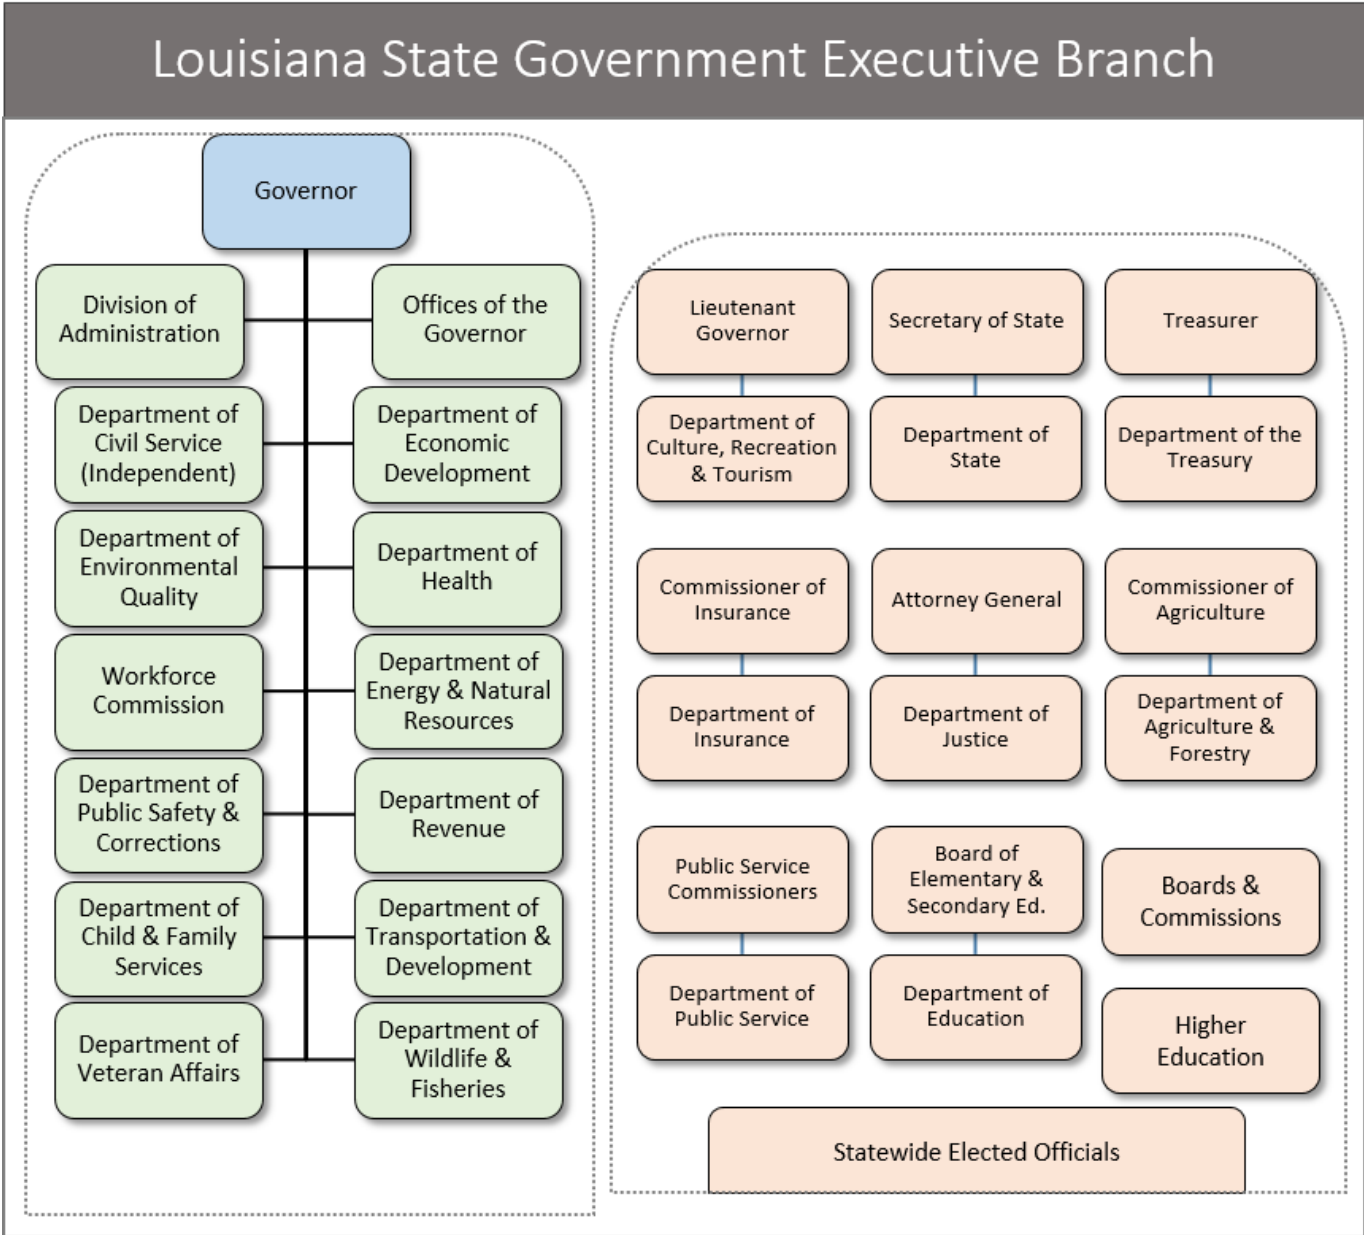 Louisiana State Government Executive Branch
Governor
Division of
Administration
Offices of the
Governor
Department of
Civil Service
(Independent)
Department of
Economic
Development
Department of
Environmental
Quality
Department of
Health
Workforce
Commission
Department of
Energy & Natural
Resources
Department of
Public Safety &
Corrections
Department of
Revenue
Department of
Child & Family
Services
Department of
Transportation &
Development
Department of
Veteran Affairs
Department of
Wildlife &
Fisheries
Lieutenant
Governor
Secretary of State
Treasurer
Department of
Culture, Recreation
& Tourism
Department of
State
Department of the
Treasury
Commissioner of
Insurance
Attorney General
Commissioner of
Agriculture
Department of
Insurance
Department of
Justice
Department of
Agriculture &
Forestry
Public Service
Commissioners
Board of
Elementary &
Secondary Ed.
Boards &
Commissions
Department of
Public Service
Department of
Education
Higher
Education
Statewide Elected Officials